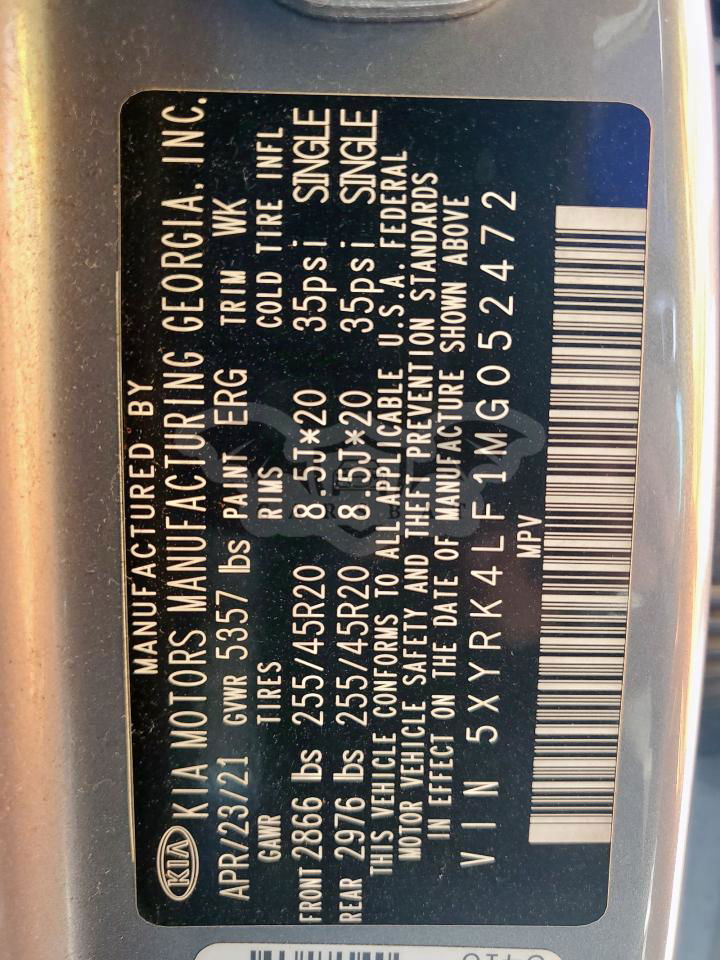 MANUFACTURED BY
KIA KIA MOTORS MANUFACTURING GEORGIA, INC.
APR/23/21 GVWR 5357 lbs PAINT ERG TRIM WK
GAWR TIRES RIMS COLD TIRE INFL
FRONT 2866 lbs 255/45R20 8.5J*20 35psi SINGLE
REAR 2976 lbs 255/45R20 8.5J*20 35psi SINGLE
THIS VEHICLE CONFORMS TO ALL APPLICABLE U.S.A. FEDERAL
MOTOR VEHICLE SAFETY AND THEFT PREVENTION STANDARDS
IN EFFECT ON THE DATE OF MANUFACTURE SHOWN ABOVE
VIN 5XYRK4LF1MG052472
MPV